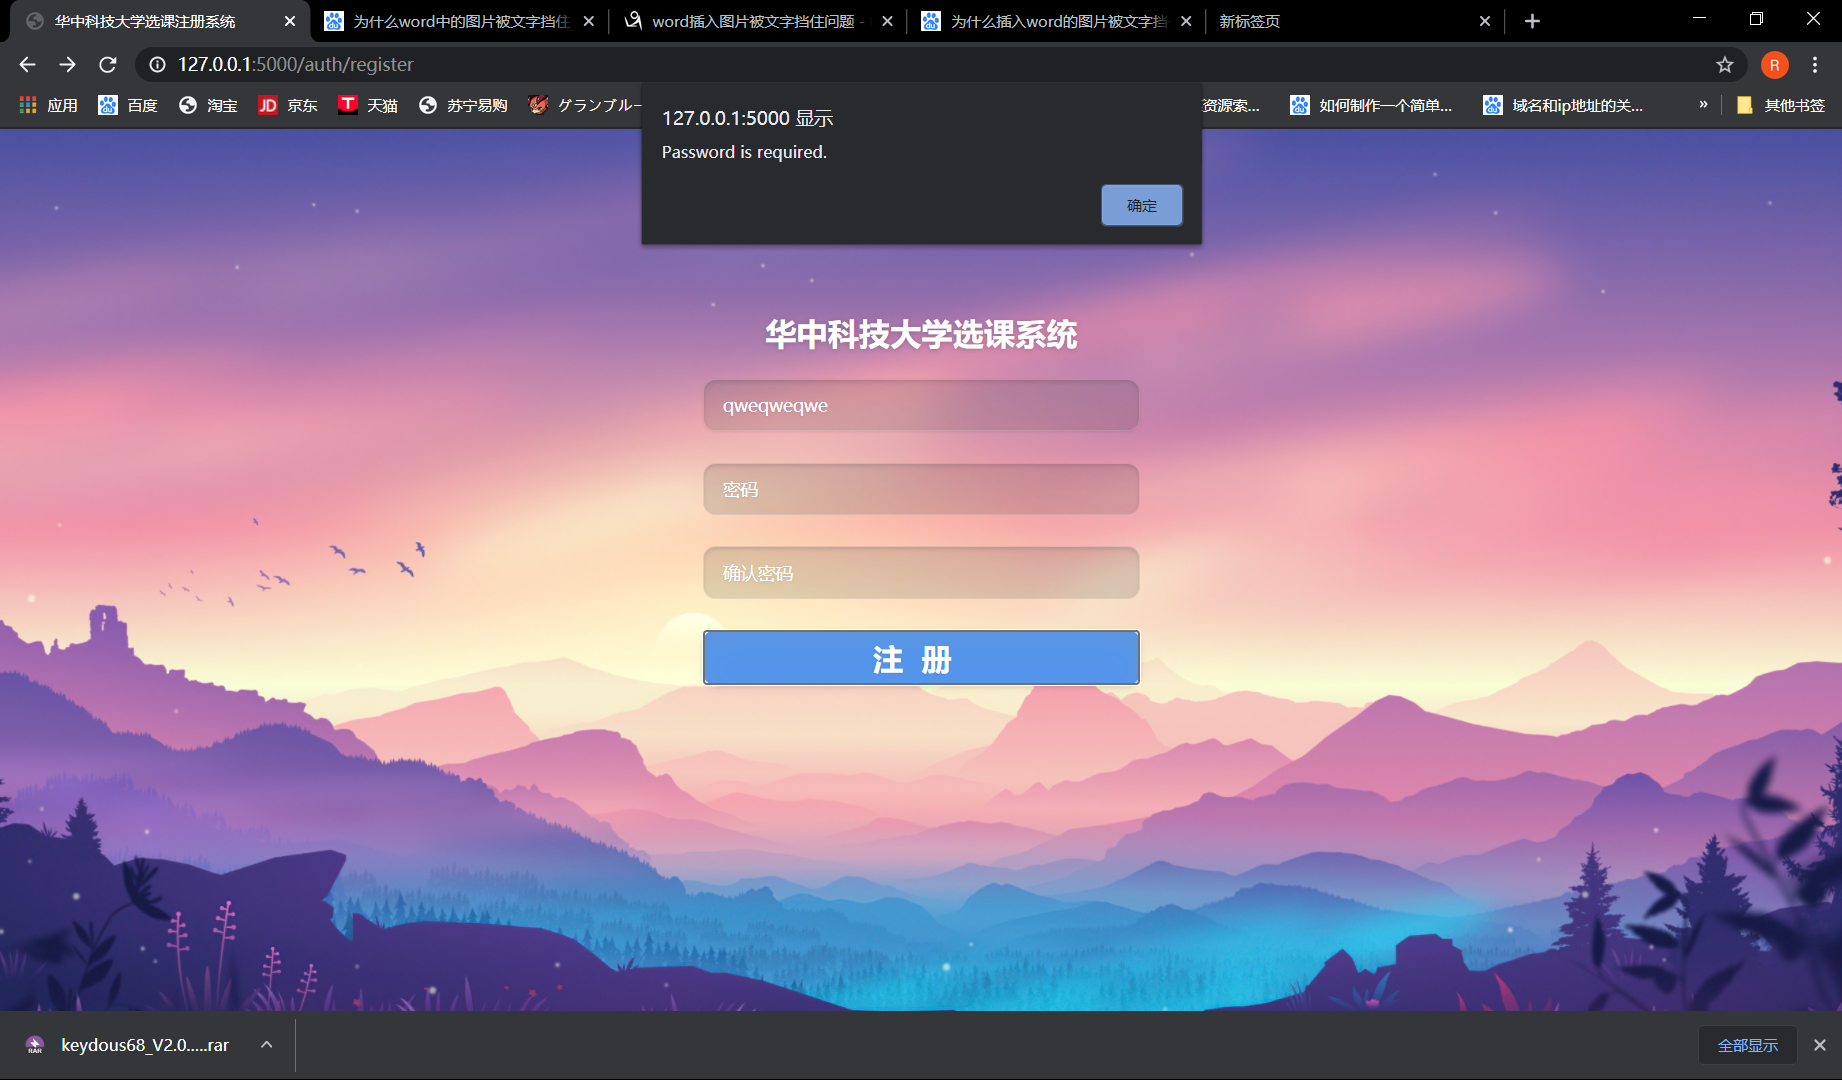 华中科技大学选课注册系统
为什么word中的图片被文字挡住
word插入图片被文字挡住问题 -
为什么插入word的图片被文字挡
新标签页
127.0.0.1:5000/auth/register
R
应用
百度
淘宝
JD 京东
T 天猫
苏宁易购
グランブルー
资源索...
如何制作一个简单...
域名和ip地址的关...
»
其他书签
127.0.0.1:5000 显示
Password is required.
确定
华中科技大学选课系统
qweqweqwe
密码
确认密码
注 册
RAR
keydous68_V2.0.....rar
全部显示